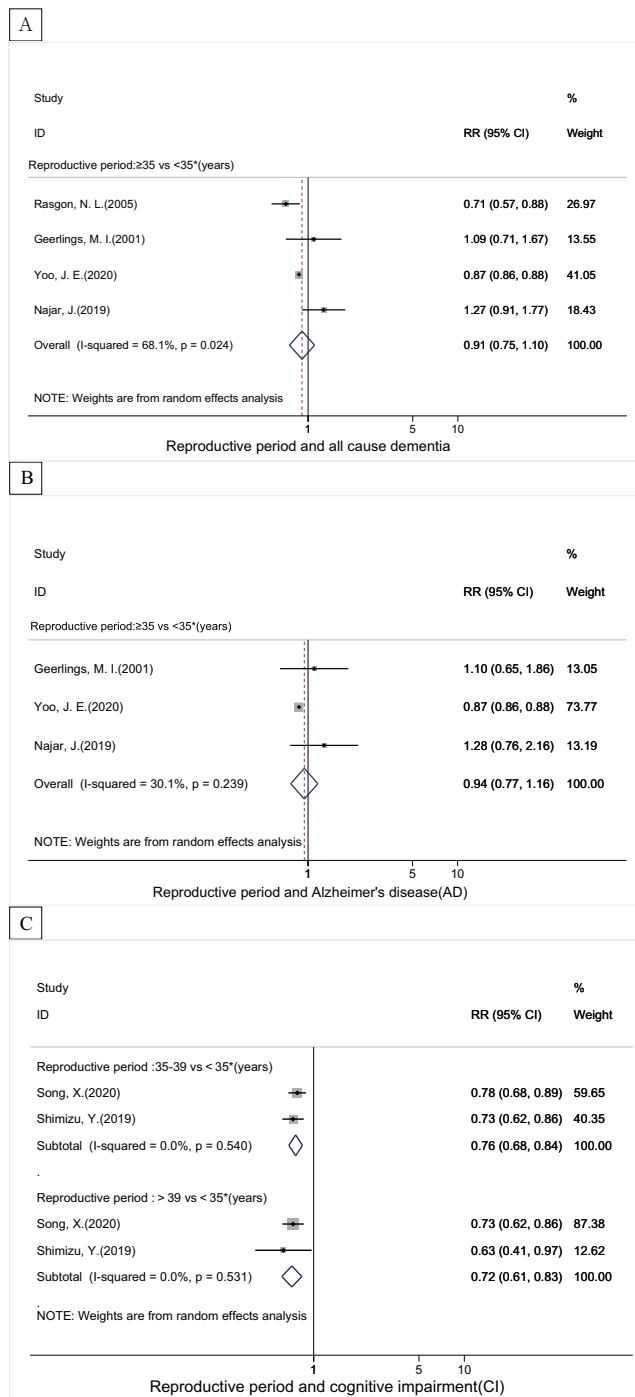 A
Study %
ID RR (95% CI) Weight
Reproductive period:≥35 vs <35*(years)
Rasgon, N. L.(2005) 0.71 (0.57, 0.88) 26.97
Geerlings, M. I.(2001) 1.09 (0.71, 1.67) 13.55
Yoo, J. E.(2020) 0.87 (0.86, 0.88) 41.05
Najar, J.(2019) 1.27 (0.91, 1.77) 18.43
Overall (I-squared = 68.1%, p = 0.024) 0.91 (0.75, 1.10) 100.00
NOTE: Weights are from random effects analysis
1 5 10
Reproductive period and all cause dementia
B
Study %
ID RR (95% CI) Weight
Reproductive period:≥35 vs <35*(years)
Geerlings, M. I.(2001) 1.10 (0.65, 1.86) 13.05
Yoo, J. E.(2020) 0.87 (0.86, 0.88) 73.77
Najar, J.(2019) 1.28 (0.76, 2.16) 13.19
Overall (I-squared = 30.1%, p = 0.239) 0.94 (0.77, 1.16) 100.00
NOTE: Weights are from random effects analysis
1 5 10
Reproductive period and Alzheimer's disease(AD)
C
Study %
ID RR (95% CI) Weight
Reproductive period :35-39 vs < 35*(years)
Song, X.(2020) 0.78 (0.68, 0.89) 59.65
Shimizu, Y.(2019) 0.73 (0.62, 0.86) 40.35
Subtotal (I-squared = 0.0%, p = 0.540) 0.76 (0.68, 0.84) 100.00
.
Reproductive period : > 39 vs < 35*(years)
Song, X.(2020) 0.73 (0.62, 0.86) 87.38
Shimizu, Y.(2019) 0.63 (0.41, 0.97) 12.62
Subtotal (I-squared = 0.0%, p = 0.531) 0.72 (0.61, 0.83) 100.00
.
NOTE: Weights are from random effects analysis
1 5 10
Reproductive period and cognitive impairment(CI)